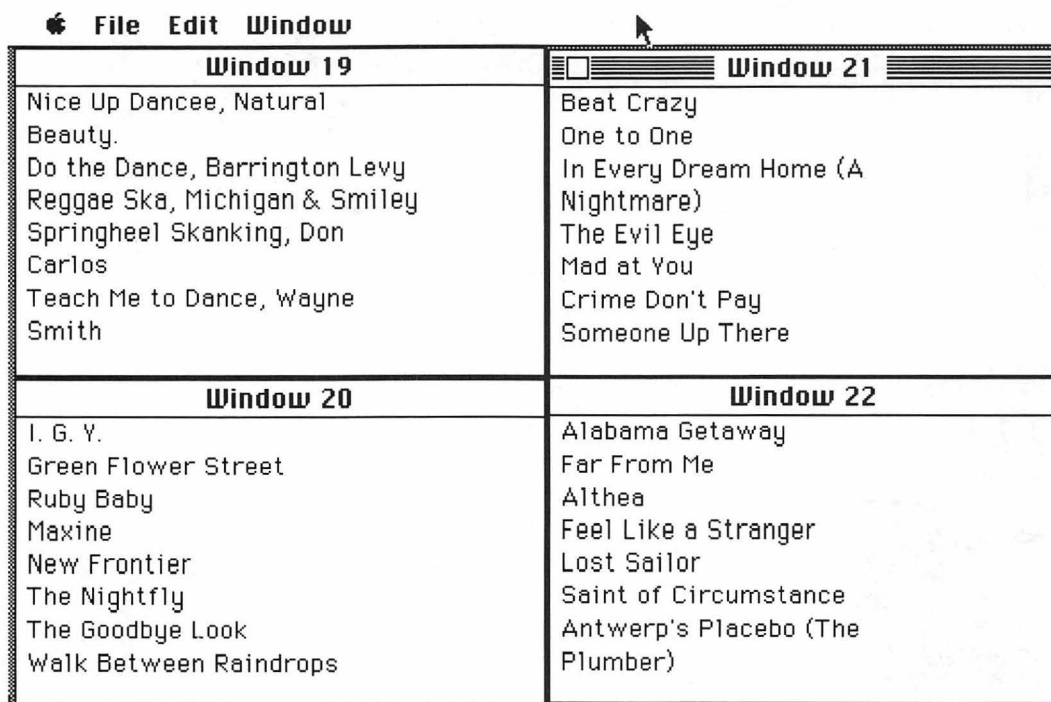 File Edit Window
Window 19
Nice Up Dancee, Natural
Beauty.
Do the Dance, Barrington Levy
Reggae Ska, Michigan & Smiley
Springheel Skanking, Don
Carlos
Teach Me to Dance, Wayne
Smith
Window 21
Beat Crazy
One to One
In Every Dream Home (A
Nightmare)
The Evil Eye
Mad at You
Crime Don't Pay
Someone Up There
Window 20
I. G. Y.
Green Flower Street
Ruby Baby
Maxine
New Frontier
The Nightfly
The Goodbye Look
Walk Between Raindrops
Window 22
Alabama Getaway
Far From Me
Althea
Feel Like a Stranger
Lost Sailor
Saint of Circumstance
Antwerp's Placebo (The
Plumber)